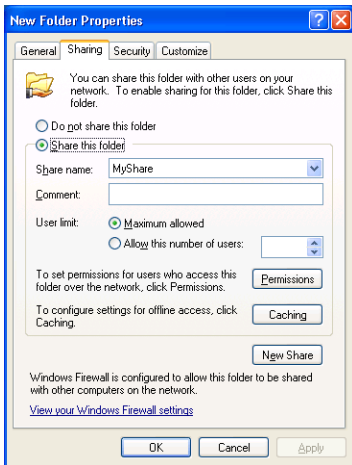 New Folder Properties
General Sharing Security Customize
You can share this folder with other users on your
network. To enable sharing for this folder, click Share this
folder.
Do not share this folder
Share this folder
Share name: MyShare
Comment:
User limit: Maximum allowed
Allow this number of users:
To set permissions for users who access this
folder over the network, click Permissions.
Permissions
To configure settings for offline access, click
Caching.
Caching
New Share
Windows Firewall is configured to allow this folder to be shared
with other computers on the network.
View your Windows Firewall settings
OK Cancel Apply